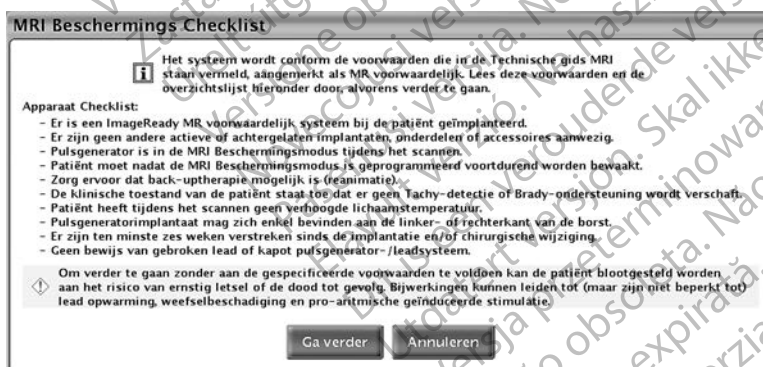 MRI Beschermings Checklist
Het systeem wordt conform de voorwaarden die in de Technische gids MRI
staan vermeld, aangemerkt als MR voorwaardelijk. Lees deze voorwaarden en de
overzichtslijst hieronder door, alvorens verder te gaan.
Apparaat Checklist:
- Er is een ImageReady MR voorwaardelijk systeem bij de patiënt geïmplanteerd.
- Er zijn geen andere actieve of achtergelaten implantaten, onderdelen of accessoires aanwezig.
- Pulsgenerator is in de MRI Beschermingsmodus tijdens het scannen.
- Patiënt moet nadat de MRI Beschermingsmodus is geprogrammeerd voortdurend worden bewaakt.
- Zorg ervoor dat back-uptherapie mogelijk is (reanimatie).
- De klinische toestand van de patiënt staat toe dat er geen Tachy-detectie of Brady-ondersteuning wordt verschaft.
- Patiënt heeft tijdens het scannen geen verhoogde lichaamstemperatuur.
- Pulsgeneratorimplantaat mag zich enkel bevinden aan de linker- of rechterkant van de borst.
- Er zijn ten minste zes weken verstreken sinds de implantatie en/of chirurgische wijziging.
- Geen bewijs van gebroken lead of kapot pulsgenerator-/leadsysteem.
Om verder te gaan zonder aan de gespecificeerde voorwaarden te voldoen kan de patiënt blootgesteld worden
aan het risico van ernstig letsel of de dood tot gevolg. Bijwerkingen kunnen leiden tot (maar zijn niet beperkt tot)
lead opwarming, weefselbeschadiging en pro-aritmische geïnduceerde stimulatie.
Ga verder
Annuleren